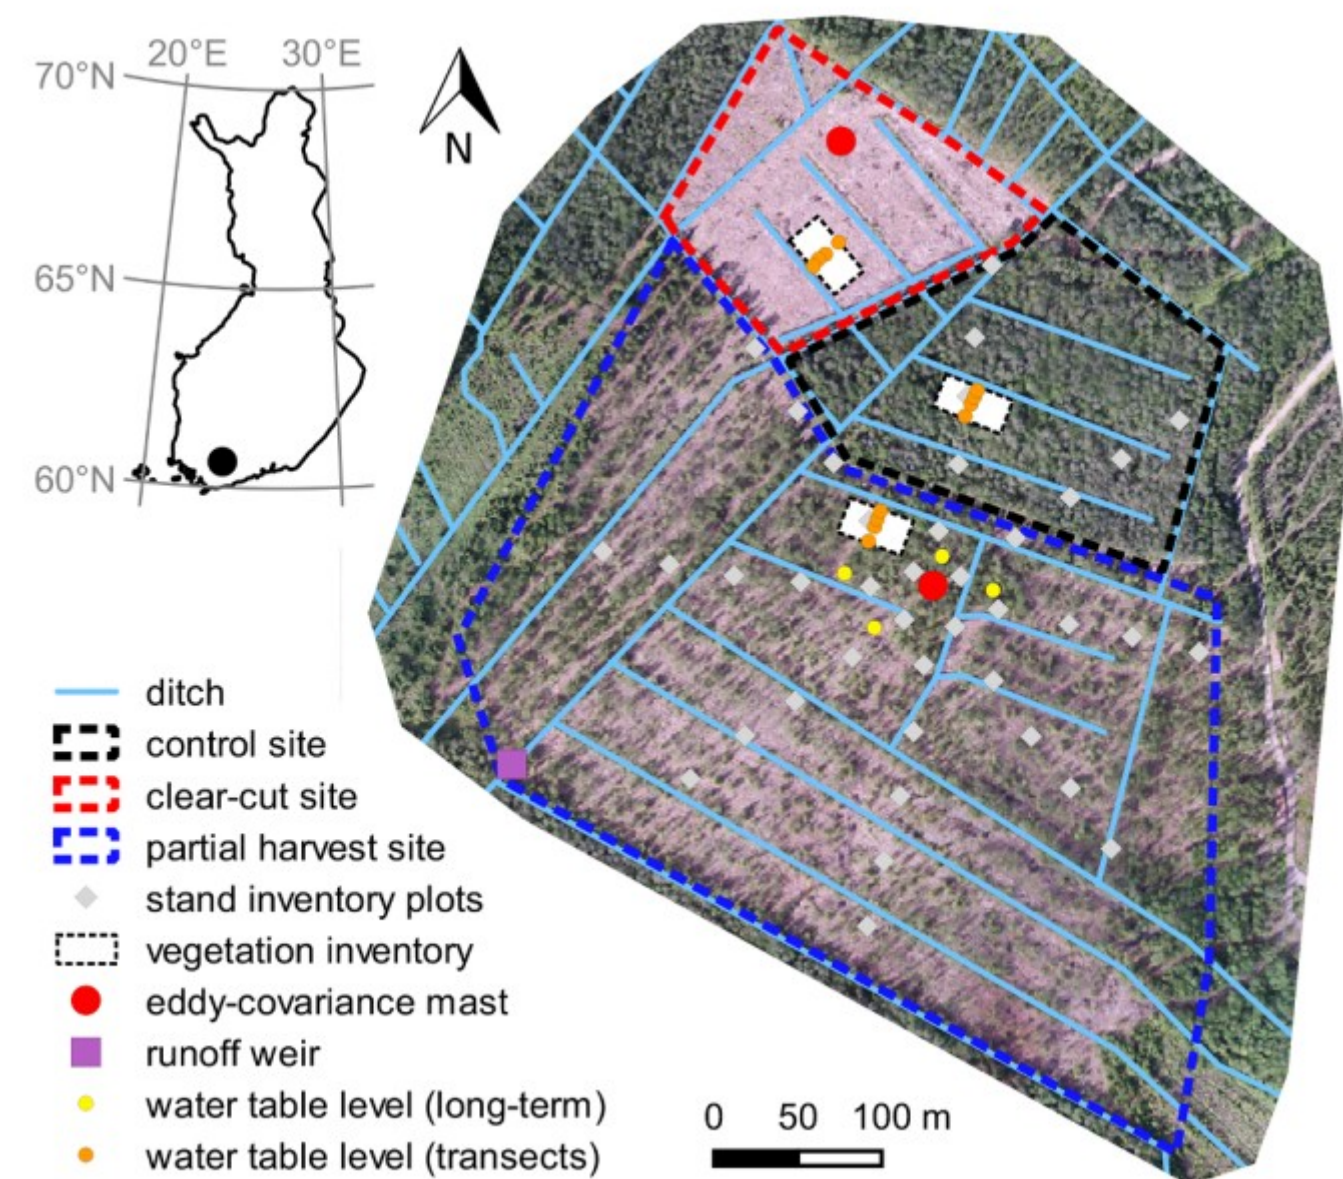 20°E 30°E
70°N
65°N
60°N
N
ditch
control site
clear-cut site
partial harvest site
stand inventory plots
vegetation inventory
eddy-covariance mast
runoff weir
water table level (long-term)
water table level (transects)
0 50 100 m